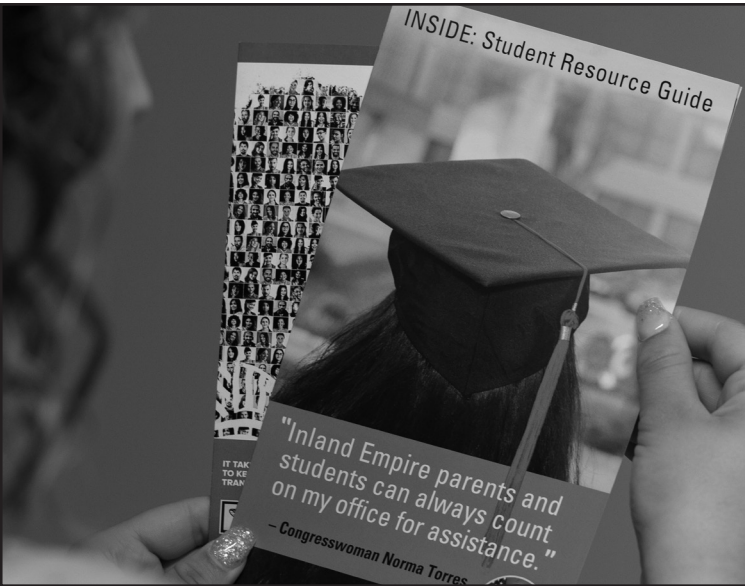 INSIDE: Student Resource Guide
"Inland Empire parents and
students can always count
on my office for assistance."
– Congresswoman Norma Torres
IT TAK
TO KE
TRAN